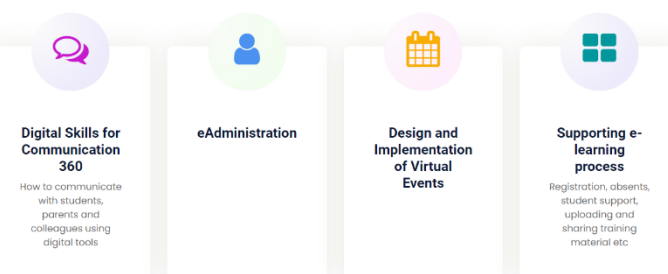 Digital Skills for
Communication
360
How to communicate
with students,
parents and
colleagues using
digital tools
eAdministration
Design and
Implementation
of Virtual
Events
Supporting e-
learning
process
Registration, absents,
student support,
uploading and
sharing training
material etc